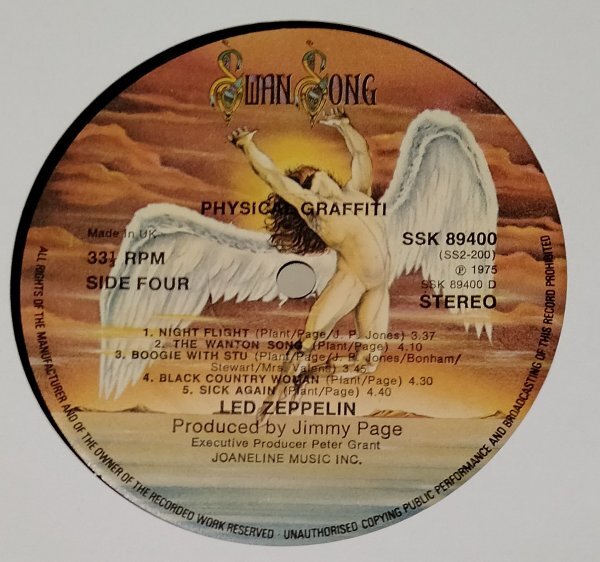 SWAN SONG
PHYSICAL GRAFFITI
Made in UK
33⅓ RPM
SIDE FOUR
SSK 89400
(SS2-200)
℗ 1975
SSK 89400 D
STEREO
1. NIGHT FLIGHT (Plant/Page/J. P. Jones) 3.37
2. THE WANTON SONG (Plant/Page) 4.10
3. BOOGIE WITH STU (Plant/Page/J. P. Jones/Bonham/
Stewart/Mrs. Valens) 3.45
4. BLACK COUNTRY WOMAN (Plant/Page) 4.30
5. SICK AGAIN (Plant/Page) 4.40
LED ZEPPELIN
Produced by Jimmy Page
Executive Producer Peter Grant
JOANELINE MUSIC INC.
ALL RIGHTS OF THE MANUFACTURER AND OF THE OWNER OF THE RECORDED WORK RESERVED · UNAUTHORISED COPYING PUBLIC PERFORMANCE AND BROADCASTING OF THIS RECORD PROHIBITED